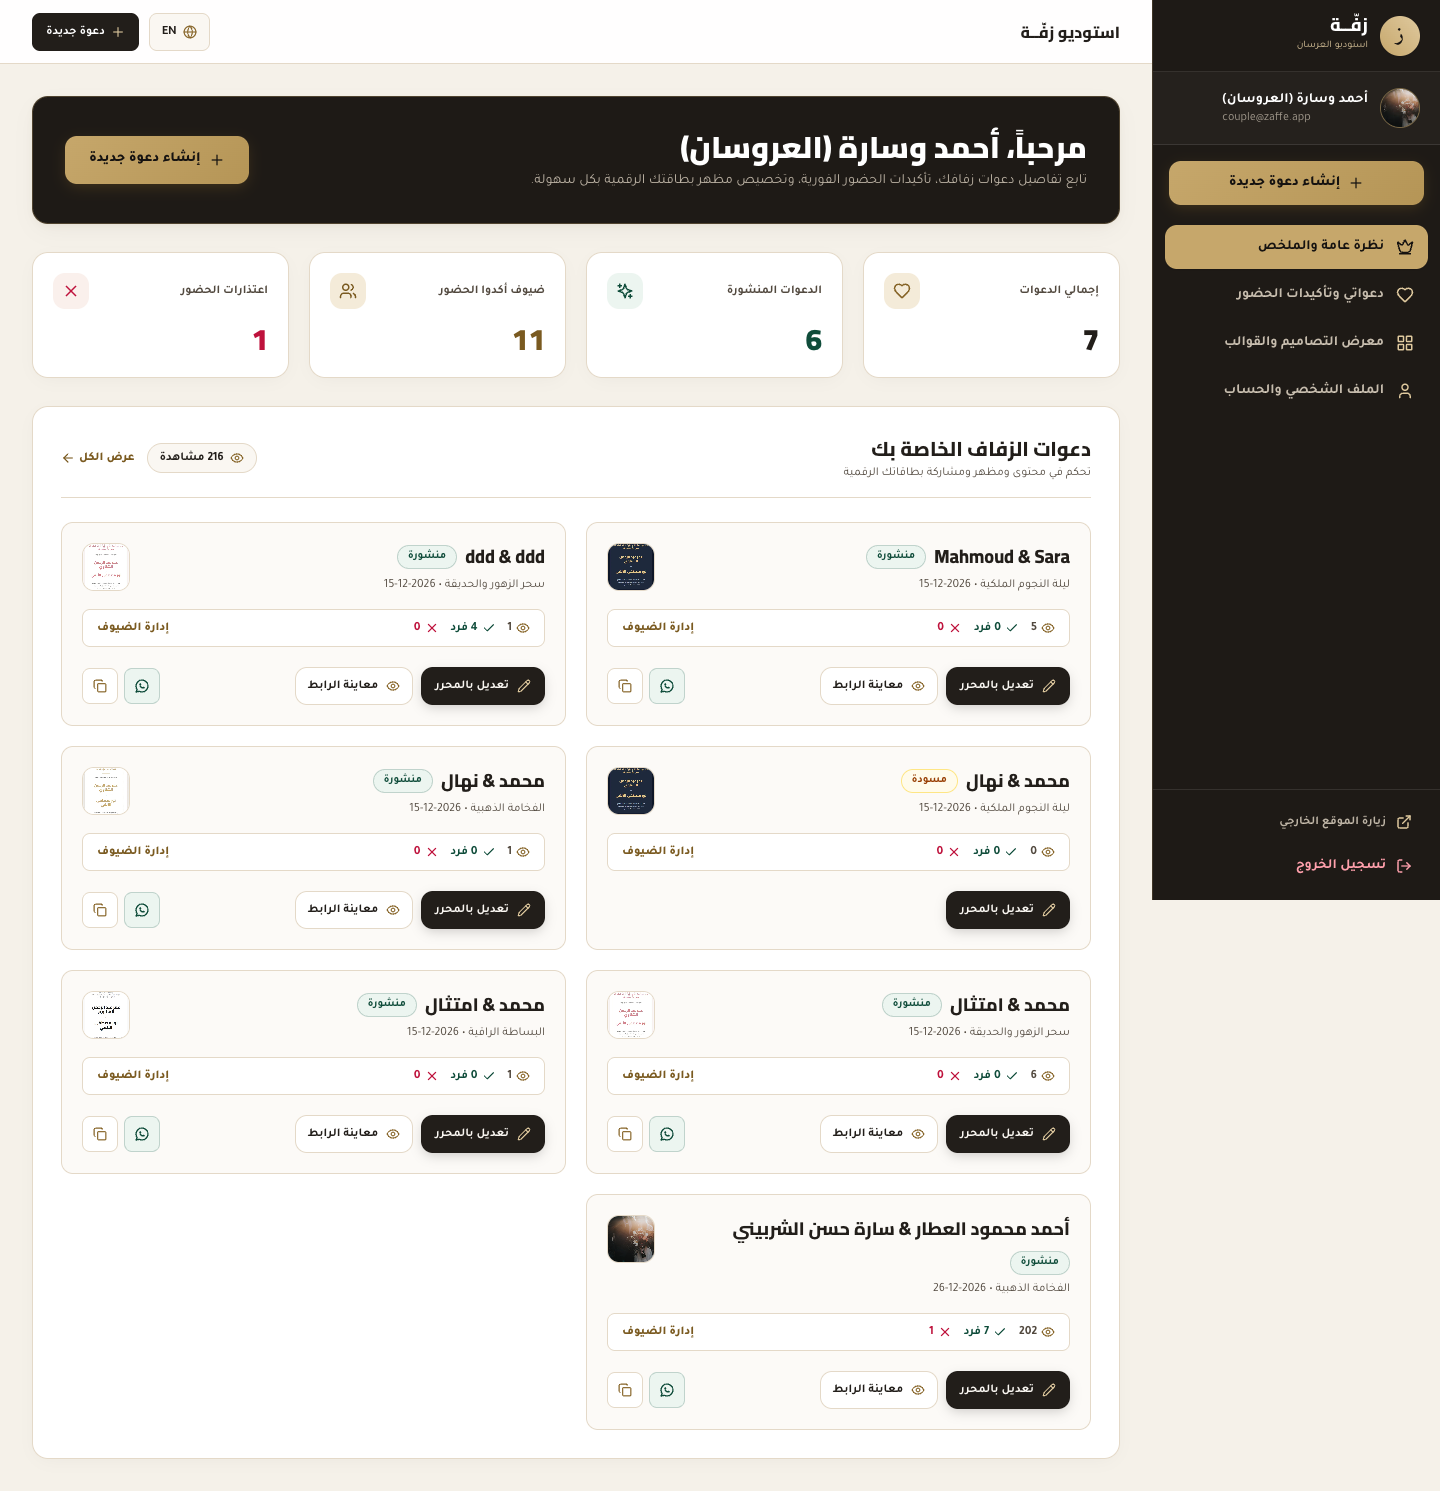 زفّـة
استوديو العرسان
أحمد وسارة (العروسان)
couple@zaffe.app
إنشاء دعوة جديدة
نظرة عامة والملخص
دعواتي وتأكيدات الحضور
معرض التصاميم والقوالب
الملف الشخصي والحساب
زيارة الموقع الخارجي
تسجيل الخروج
استوديو زفّـة
EN
دعوة جديدة
مرحباً، أحمد وسارة (العروسان)
تابع تفاصيل دعوات زفافك، تأكيدات الحضور الفورية، وتخصيص مظهر بطاقتك الرقمية بكل سهولة.
إنشاء دعوة جديدة
إجمالي الدعوات
7
الدعوات المنشورة
6
ضيوف أكدوا الحضور
11
اعتذارات الحضور
1
دعوات الزفاف الخاصة بك
تحكم في محتوى ومظهر ومشاركة بطاقاتك الرقمية
216 مشاهدة
عرض الكل
Mahmoud & Sara منشورة
ليلة النجوم الملكية • 2026-12-15
5 0 فرد 0 إدارة الضيوف
تعديل بالمحرر معاينة الرابط
ddd & ddd منشورة
سحر الزهور والحديقة • 2026-12-15
1 4 فرد 0 إدارة الضيوف
تعديل بالمحرر معاينة الرابط
محمد & نهال مسودة
ليلة النجوم الملكية • 2026-12-15
0 0 فرد 0 إدارة الضيوف
تعديل بالمحرر
محمد & نهال منشورة
الفخامة الذهبية • 2026-12-15
1 0 فرد 0 إدارة الضيوف
تعديل بالمحرر معاينة الرابط
محمد & امتثال منشورة
سحر الزهور والحديقة • 2026-12-15
6 0 فرد 0 إدارة الضيوف
تعديل بالمحرر معاينة الرابط
محمد & امتثال منشورة
البساطة الراقية • 2026-12-15
1 0 فرد 0 إدارة الضيوف
تعديل بالمحرر معاينة الرابط
أحمد محمود العطار & سارة حسن الشربيني
منشورة
الفخامة الذهبية • 2026-12-26
202 7 فرد 1 إدارة الضيوف
تعديل بالمحرر معاينة الرابط